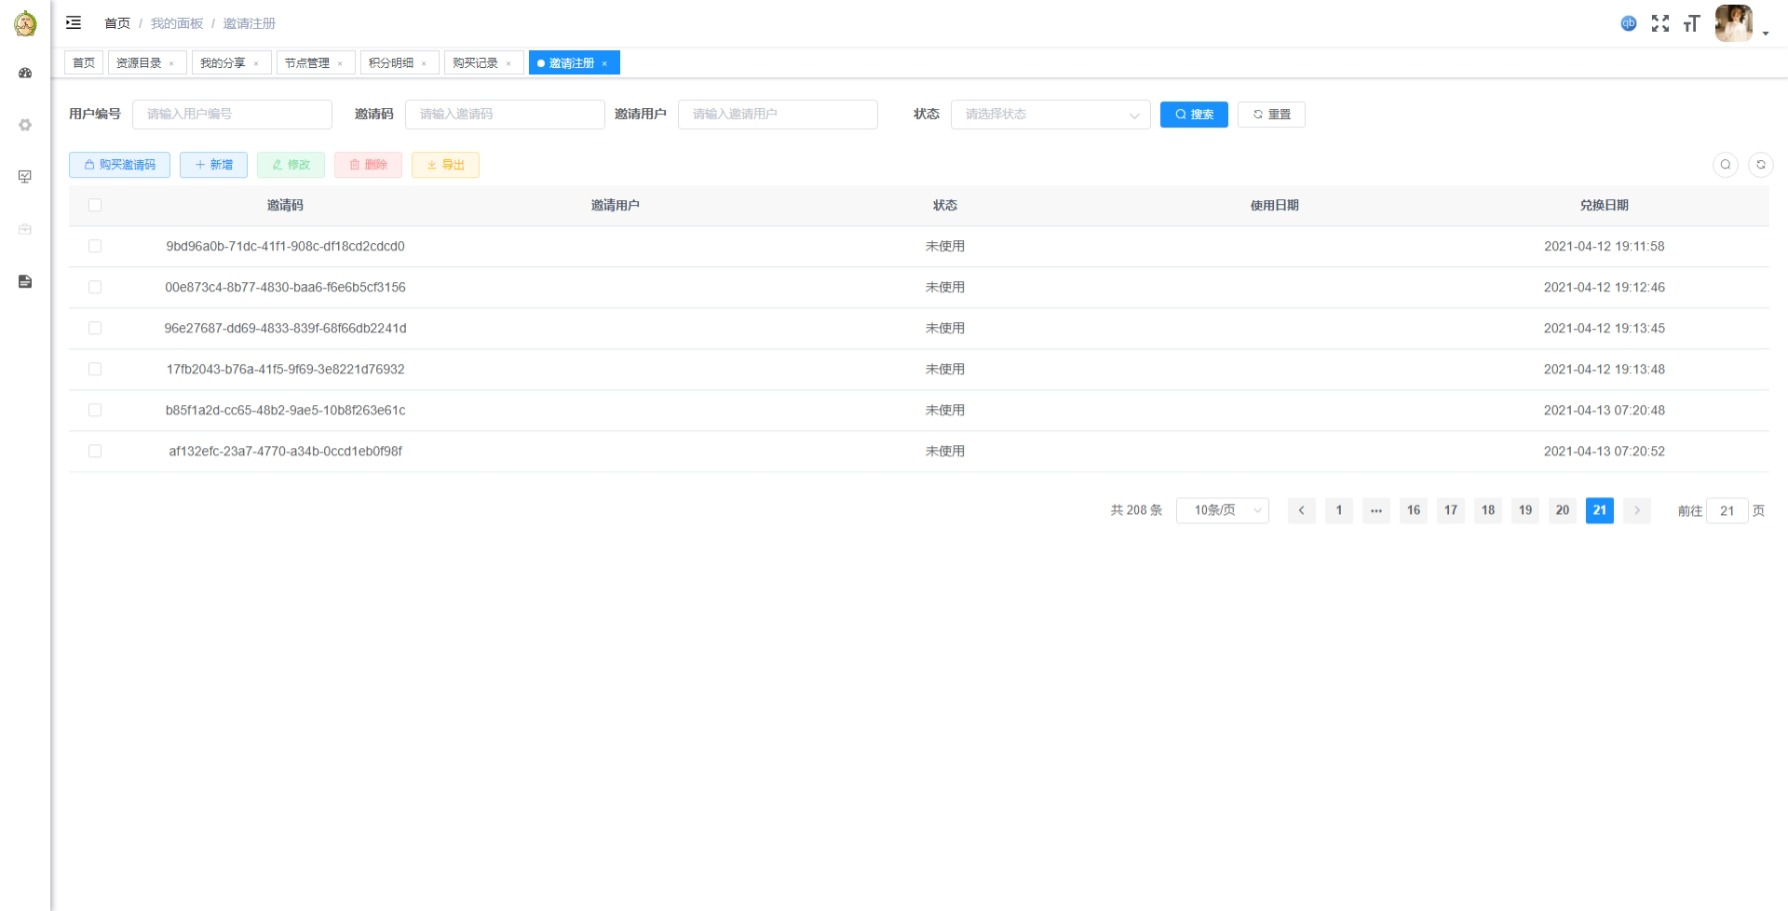 首页 / 我的面板 / 邀请注册
qb
首页 资源目录 × 我的分享 × 节点管理 × 积分明细 × 购买记录 × 邀请注册 ×
用户编号 请输入用户编号 邀请码 请输入邀请码 邀请用户 请输入邀请用户 状态 请选择状态 搜索 重置
购买邀请码 新增 修改 删除 导出
邀请码 邀请用户 状态 使用日期 兑换日期
9bd96a0b-71dc-41f1-908c-df18cd2cdcd0 未使用 2021-04-12 19:11:58
00e873c4-8b77-4830-baa6-f6e6b5cf3156 未使用 2021-04-12 19:12:46
96e27687-dd69-4833-839f-68f66db2241d 未使用 2021-04-12 19:13:45
17fb2043-b76a-41f5-9f69-3e8221d76932 未使用 2021-04-12 19:13:48
b85f1a2d-cc65-48b2-9ae5-10b8f263e61c 未使用 2021-04-13 07:20:48
af132efc-23a7-4770-a34b-0ccd1eb0f98f 未使用 2021-04-13 07:20:52
共 208 条 10条/页 1 ... 16 17 18 19 20 21 前往 21 页